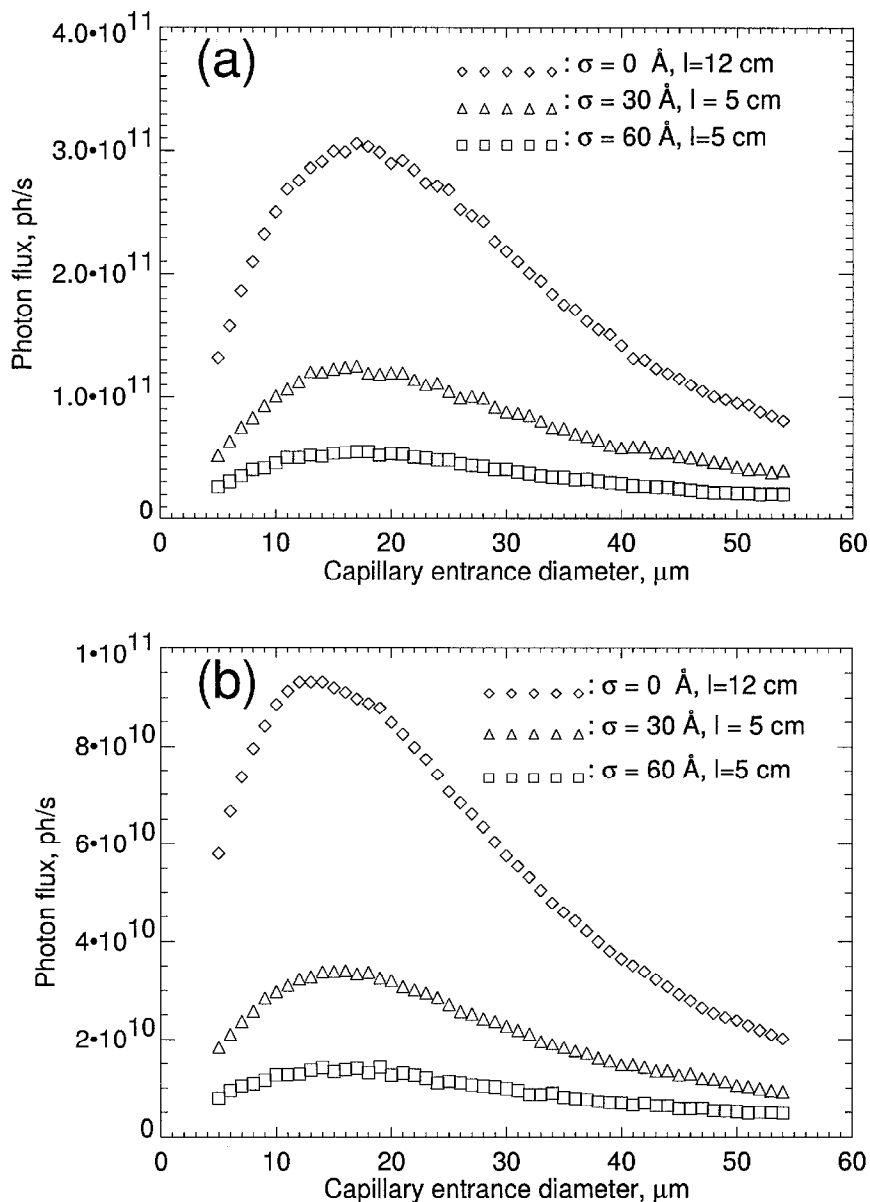 (a)
4.0•10¹¹
3.0•10¹¹
2.0•10¹¹
1.0•10¹¹
0
Photon flux, ph/s
: σ = 0 Å, l=12 cm
: σ = 30 Å, l = 5 cm
: σ = 60 Å, l=5 cm
0 10 20 30 40 50 60
Capillary entrance diameter, μm
(b)
1•10¹¹
8•10¹⁰
6•10¹⁰
4•10¹⁰
2•10¹⁰
0
Photon flux, ph/s
: σ = 0 Å, l=12 cm
: σ = 30 Å, l = 5 cm
: σ = 60 Å, l=5 cm
0 10 20 30 40 50 60
Capillary entrance diameter, μm